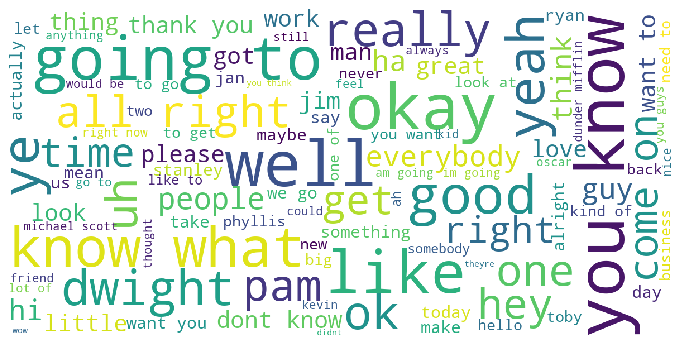 let
thing
thank you
work
really
yeah
ryan
you know
anything
still
going to
got
man
ha
great
always
think
dunder mifflin
want to
need to
actually
would be
to go
jan
never
feel
look at
you think
all right
two
jim
say
okay
on
you guys
right now
to get
maybe
you want
kid
one of
love
oscar
back
nice
ye
time
please
well
everybody
mean
us
go to
stanley
like to
am going
im going
guy
kind of
come
uh
people
we go
get
good
ah
look
take
phyllis
could
something
right
alright
business
michael scott
thought
know what
new
big
somebody
theyre
like
one
day
friend
lot of
dwight
pam
kevin
ok
today
hey
toby
hi
little
want you
dont know
make
hello
wow
didnt